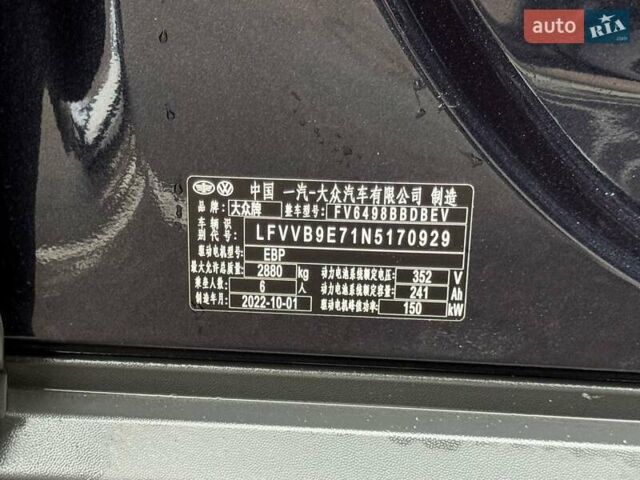 auto RIA.com
中国 一汽-大众汽车有限公司 制造
品牌: 大众牌 整车型号: FV6498BBDBEV
车辆识别代号: LFVVB9E71N5170929
驱动电机型号: EBP
最大允许总质量: 2880 kg 动力电池系统额定电压: 352 V
乘坐人数: 6 人 动力电池系统额定容量: 241 Ah
制造年月: 2022-10-01 驱动电机峰值功率: 150 kW